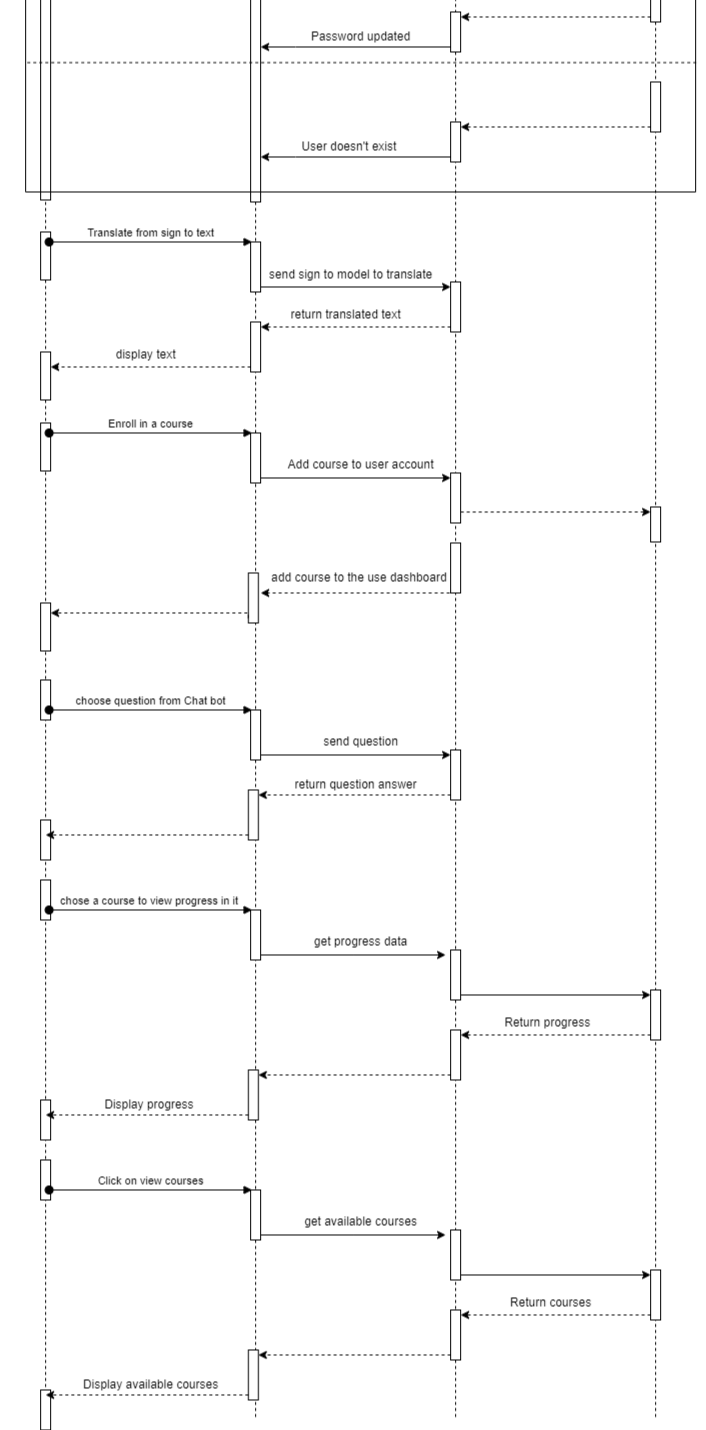 Password updated
User doesn't exist
Translate from sign to text
send sign to model to translate
return translated text
display text
Enroll in a course
Add course to user account
add course to the use dashboard
choose question from Chat bot
send question
return question answer
chose a course to view progress in it
get progress data
Return progress
Display progress
Click on view courses
get available courses
Return courses
Display available courses